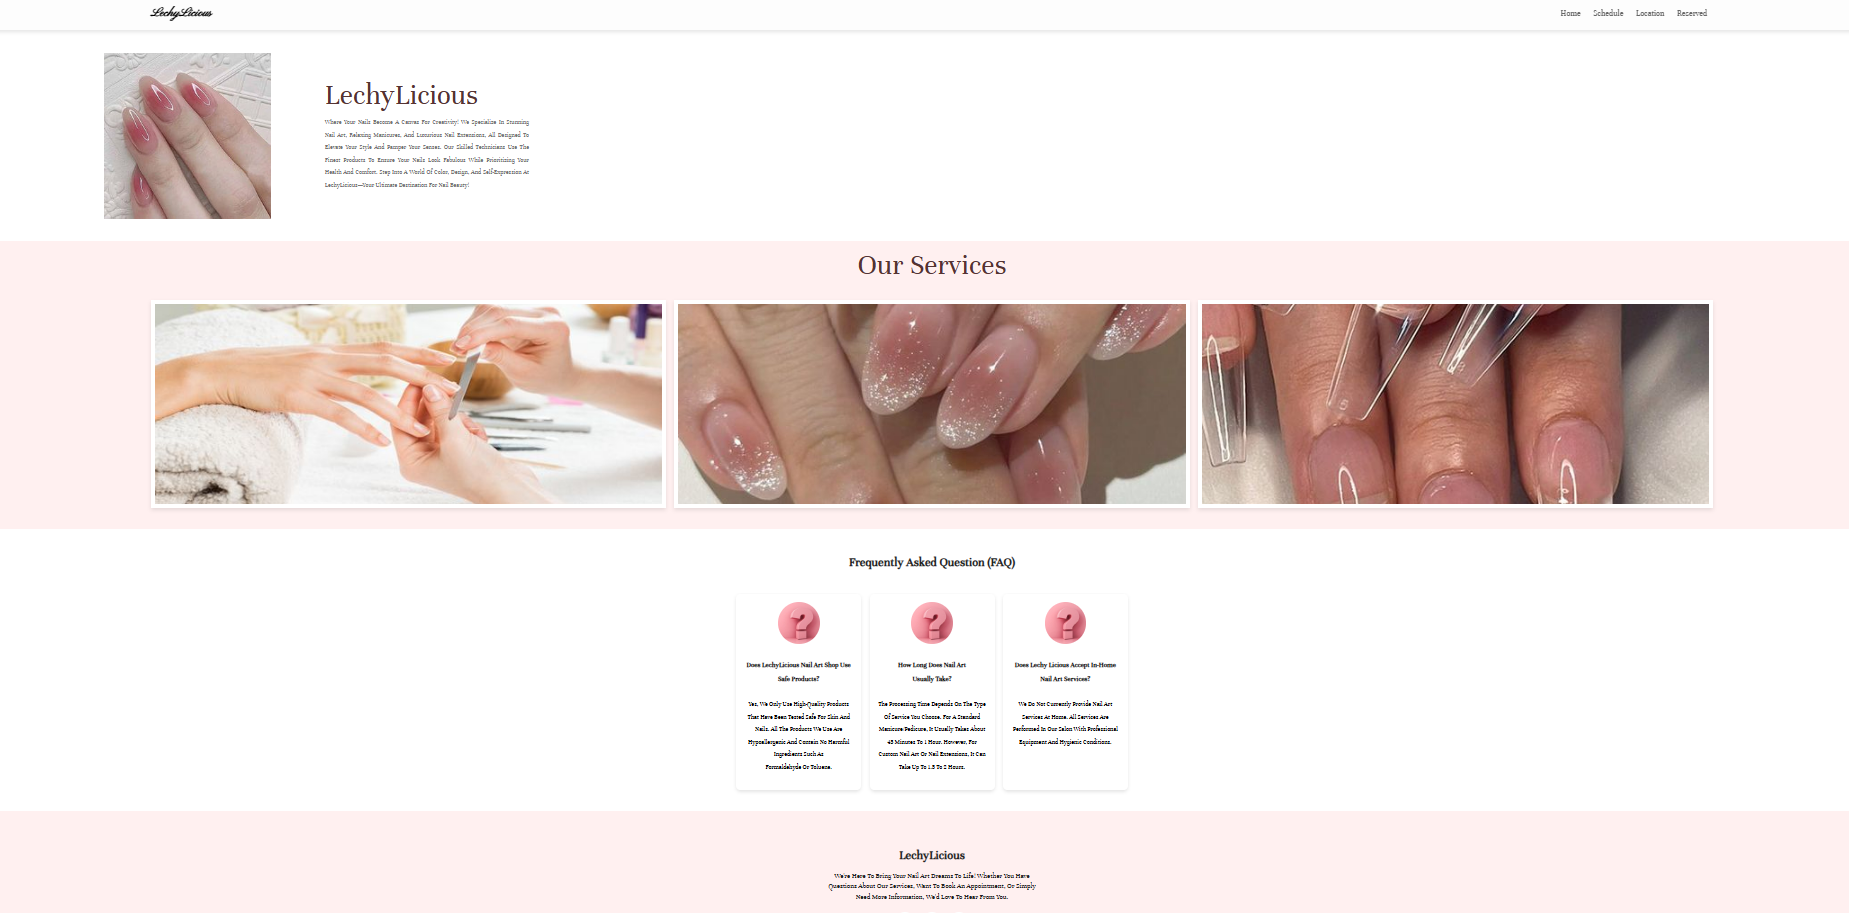 LechyLicious
Home Schedule Location Reserved
LechyLicious
Where Your Nails Become A Canvas For Creativity! We Specialize In Stunning
Nail Art, Relaxing Manicures, And Luxurious Nail Extensions, All Designed To
Elevate Your Style And Pamper Your Senses. Our Skilled Technicians Use The
Finest Products To Ensure Your Nails Look Fabulous While Prioritizing Your
Health And Comfort. Step Into A World Of Color, Design, And Self-Expression At
LechyLicious—Your Ultimate Destination For Nail Beauty!
Our Services
Frequently Asked Question (FAQ)
Does LechyLicious Nail Art Shop Use
Safe Products?
Yes, We Only Use High-Quality Products
That Have Been Tested Safe For Skin And
Nails. All The Products We Use Are
Hypoallergenic And Contain No Harmful
Ingredients Such As
Formaldehyde Or Toluene.
How Long Does Nail Art
Usually Take?
The Processing Time Depends On The Type
Of Service You Choose. For A Standard
Manicure/Pedicure, It Usually Takes About
45 Minutes To 1 Hour. However, For
Custom Nail Art Or Nail Extensions, It Can
Take Up To 1.5 To 2 Hours.
Does Lechy Licious Accept In-Home
Nail Art Services?
We Do Not Currently Provide Nail Art
Services At Home. All Services Are
Performed In Our Salon With Professional
Equipment And Hygienic Conditions.
LechyLicious
We're Here To Bring Your Nail Art Dreams To Life! Whether You Have
Questions About Our Services, Want To Book An Appointment, Or Simply
Need More Information, We'd Love To Hear From You.